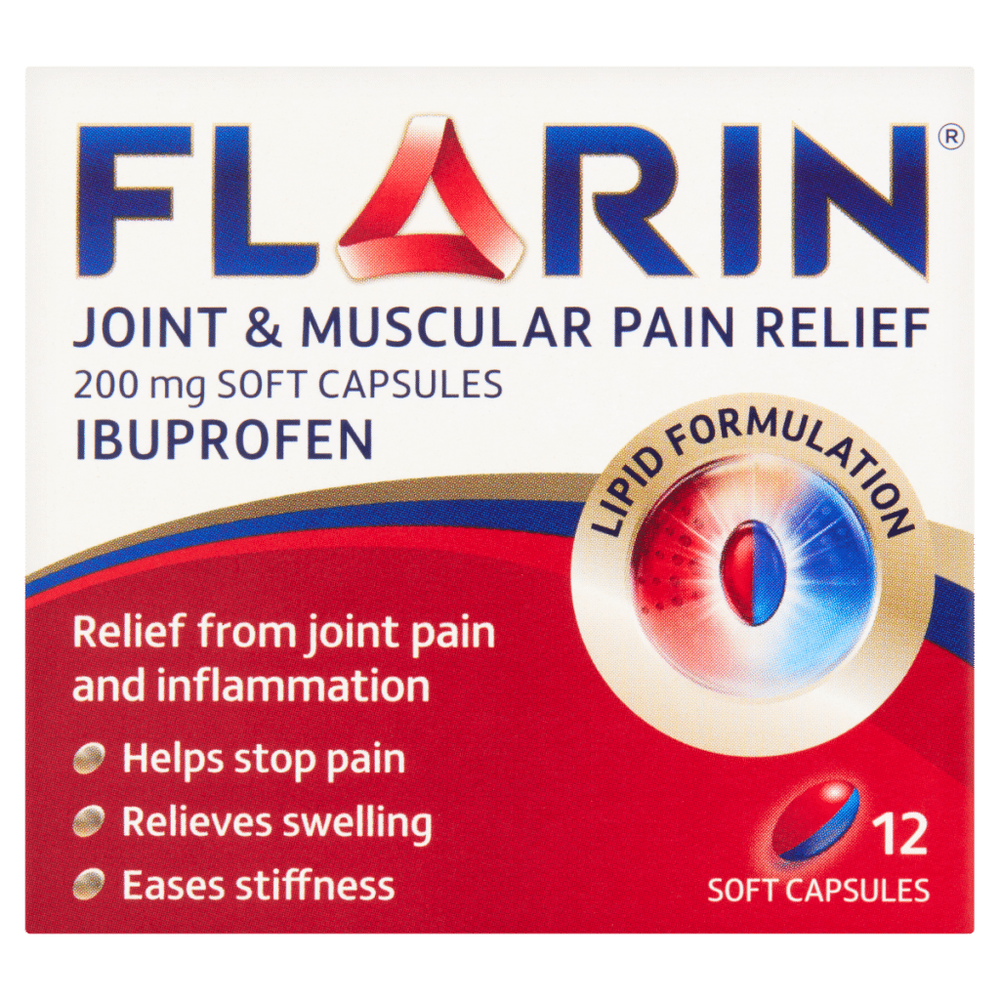 FLARIN®
JOINT & MUSCULAR PAIN RELIEF
200 mg SOFT CAPSULES
IBUPROFEN
LIPID FORMULATION
Relief from joint pain
and inflammation
Helps stop pain
Relieves swelling
Eases stiffness
12
SOFT CAPSULES